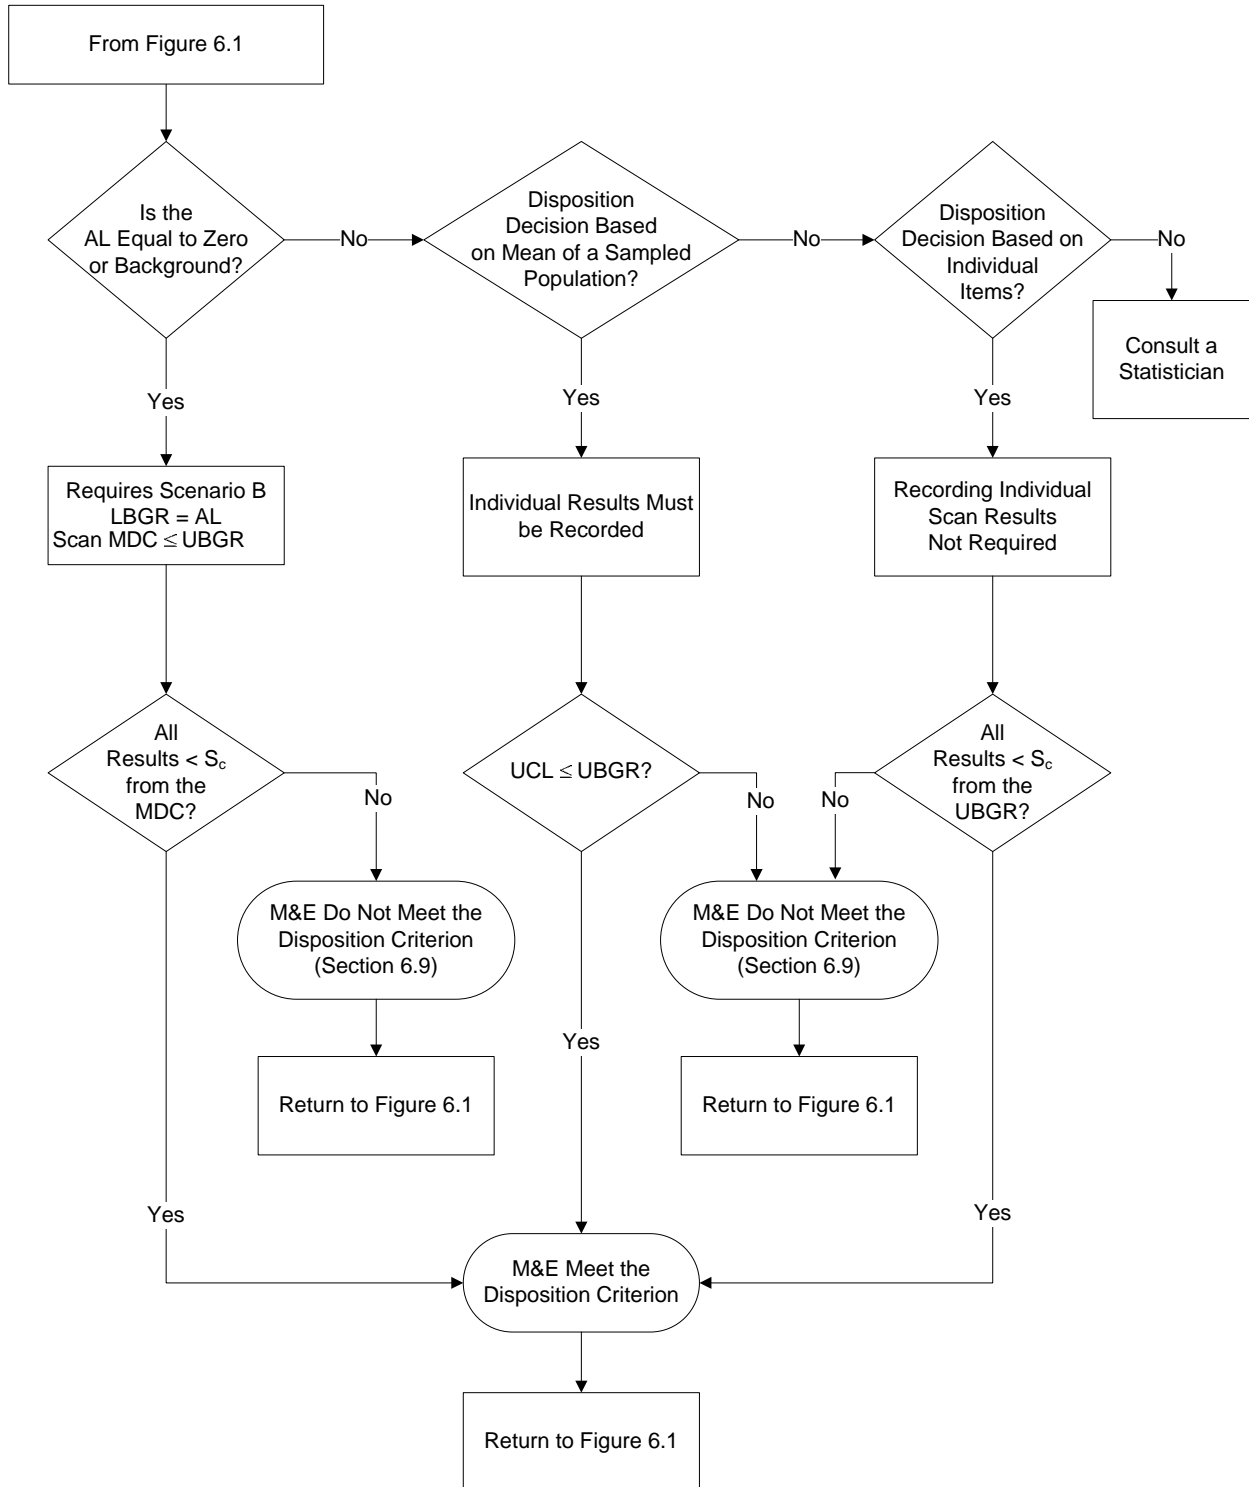 From Figure 6.1
Is the
AL Equal to Zero
or Background?
No
Disposition
Decision Based
on Mean of a Sampled
Population?
No
Disposition
Decision Based on
Individual
Items?
No
Consult a
Statistician
Yes
Yes
Yes
Requires Scenario B
LBGR = AL
Scan MDC ≤ UBGR
Individual Results Must
be Recorded
Recording Individual
Scan Results
Not Required
All
Results < Sc
from the
MDC?
No
UCL ≤ UBGR?
No
No
All
Results < Sc
from the
UBGR?
M&E Do Not Meet the
Disposition Criterion
(Section 6.9)
M&E Do Not Meet the
Disposition Criterion
(Section 6.9)
Yes
Return to Figure 6.1
Return to Figure 6.1
Yes
Yes
M&E Meet the
Disposition Criterion
Return to Figure 6.1